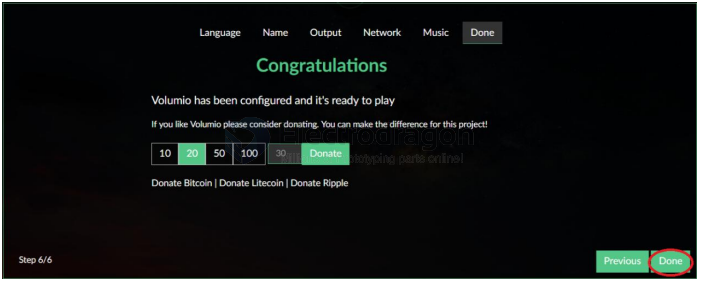 Language Name Output Network Music Done
Congratulations
Volumio has been configured and it's ready to play
If you like Volumio please consider donating. You can make the difference for this project!
Electrodragon
10 20 50 100 30 Donate
Donate Bitcoin | Donate Litecoin | Donate Ripple
Step 6/6
Previous Done